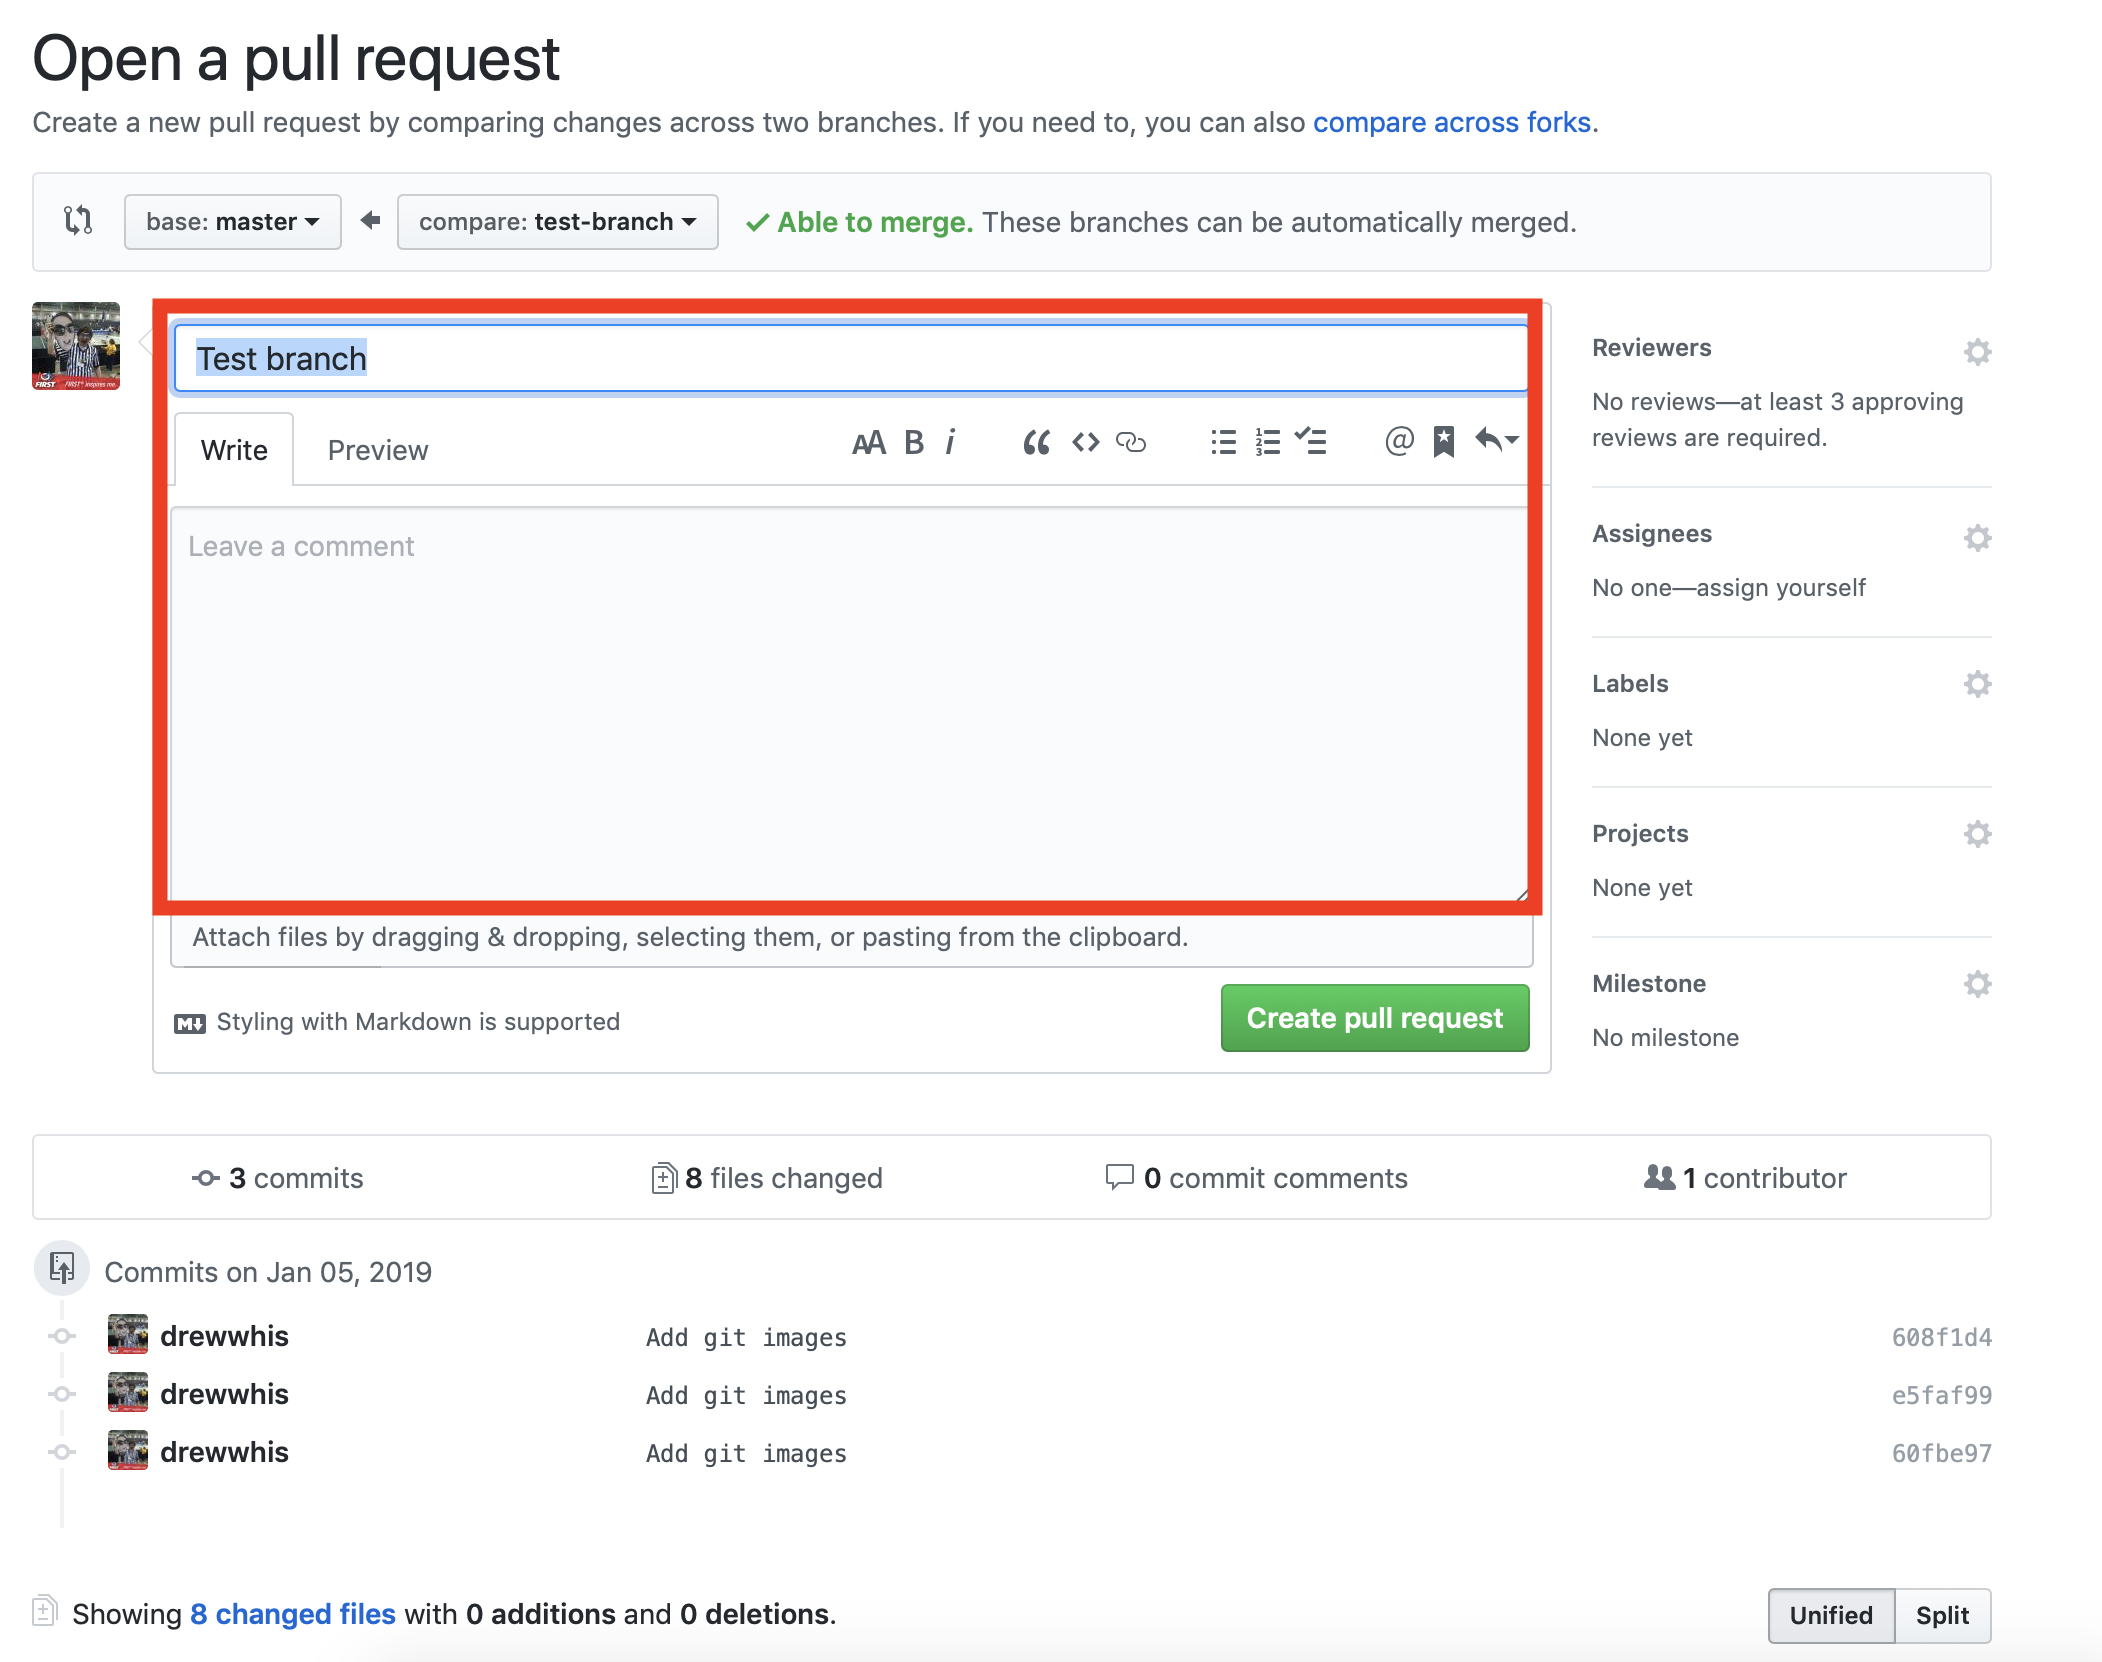 Open a pull request
Create a new pull request by comparing changes across two branches. If you need to, you can also compare across forks.
base: master
compare: test-branch
Able to merge. These branches can be automatically merged.
Test branch
Write
Preview
AA B i
Leave a comment
Attach files by dragging & dropping, selecting them, or pasting from the clipboard.
Styling with Markdown is supported
Create pull request
Reviewers
No reviews—at least 3 approving
reviews are required.
Assignees
No one—assign yourself
Labels
None yet
Projects
None yet
Milestone
No milestone
3 commits
8 files changed
0 commit comments
1 contributor
Commits on Jan 05, 2019
drewwhis Add git images 608f1d4
drewwhis Add git images e5faf99
drewwhis Add git images 60fbe97
Showing 8 changed files with 0 additions and 0 deletions.
Unified
Split